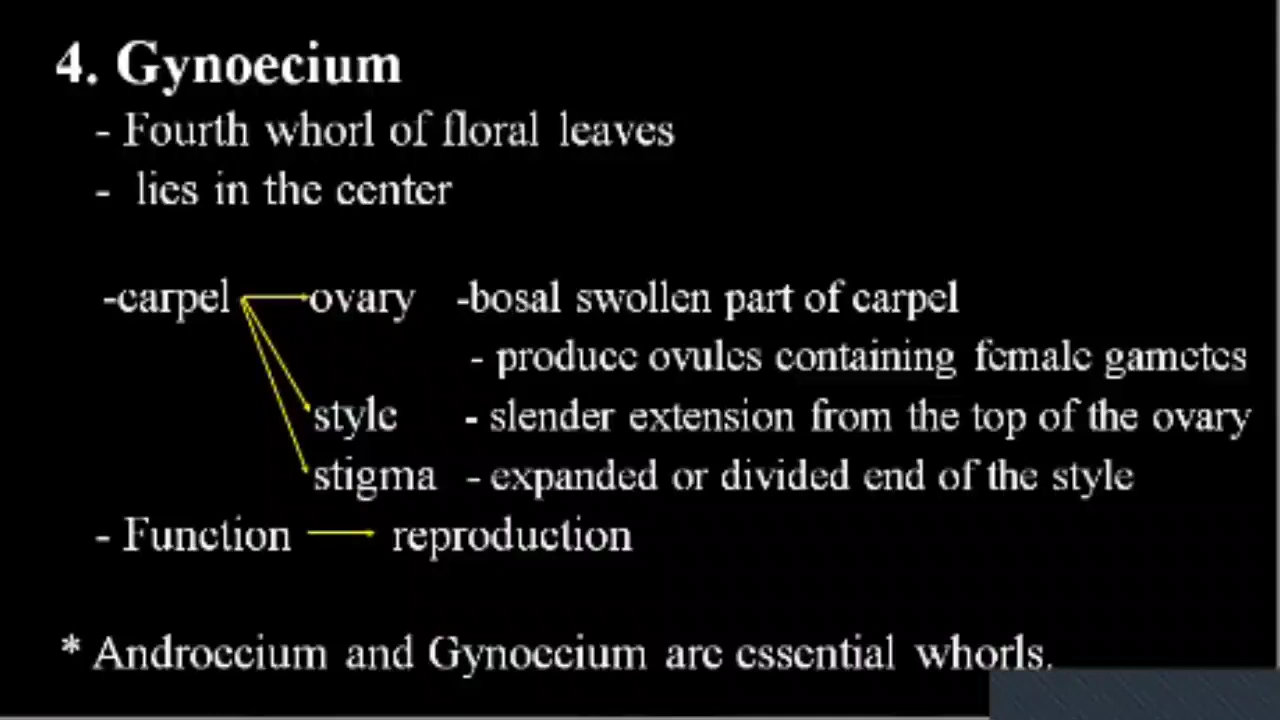 4. Gynoecium
- Fourth whorl of floral leaves
- lies in the center
-carpel ovary -bosal swollen part of carpel
- produce ovules containing female gametes
style - slender extension from the top of the ovary
stigma - expanded or divided end of the style
- Function reproduction
* Androecium and Gynoecium are essential whorls.